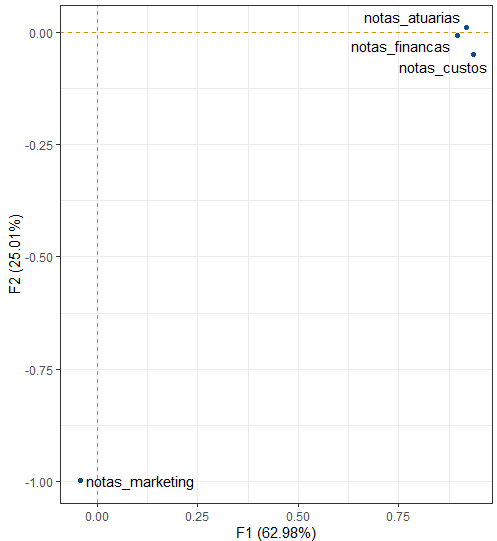 notas_atuarias
0.00
notas_financas
notas_custos
-0.25
-0.50
F2 (25.01%)
-0.75
-1.00
notas_marketing
0.00 0.25 0.50 0.75
F1 (62.98%)